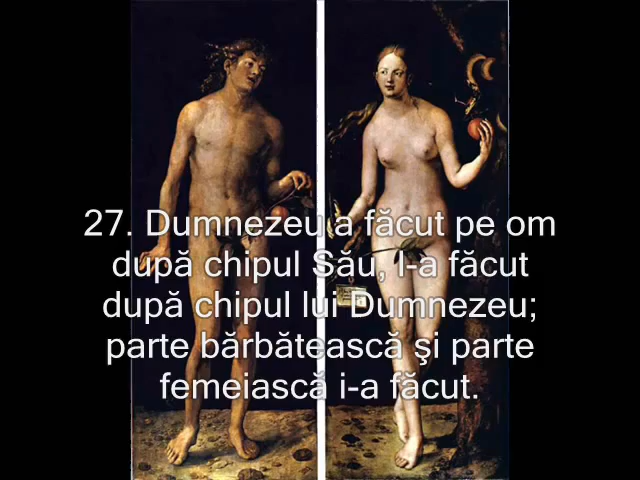 27. Dumnezeu a făcut pe om
după chipul Său, l-a făcut
după chipul lui Dumnezeu;
parte bărbătească şi parte
femeiască i-a făcut.